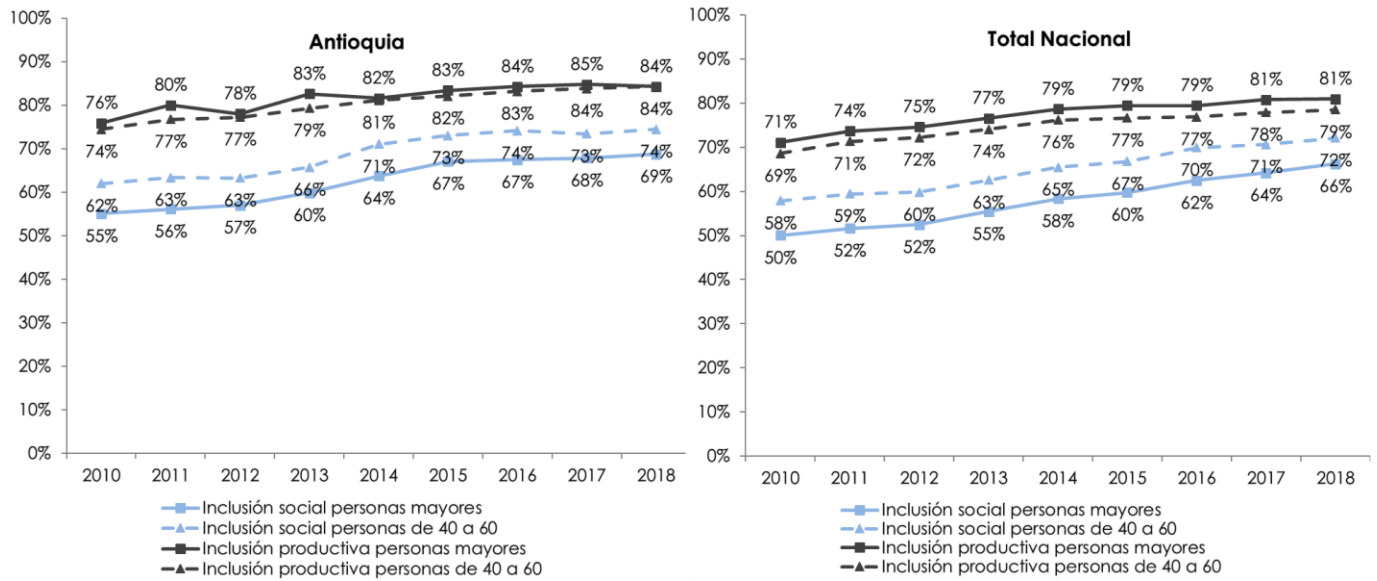 Antioquia
100%
90%
80%
70%
60%
50%
40%
30%
20%
10%
0%
76% 80% 78% 83% 82% 83% 84% 85% 84%
74% 77% 77% 79% 81% 82% 83% 84% 84%
62% 63% 63% 66% 71% 73% 74% 73% 74%
55% 56% 57% 60% 64% 67% 67% 68% 69%
2010 2011 2012 2013 2014 2015 2016 2017 2018
Inclusión social personas mayores
Inclusión social personas de 40 a 60
Inclusión productiva personas mayores
Inclusión productiva personas de 40 a 60
Total Nacional
100%
90%
80%
70%
60%
50%
40%
30%
20%
10%
0%
71% 74% 75% 77% 79% 79% 79% 81% 81%
69% 71% 72% 74% 76% 77% 77% 78% 79%
58% 59% 60% 63% 65% 67% 70% 71% 72%
50% 52% 52% 55% 58% 60% 62% 64% 66%
2010 2011 2012 2013 2014 2015 2016 2017 2018
Inclusión social personas mayores
Inclusión social personas de 40 a 60
Inclusión productiva personas mayores
Inclusión productiva personas de 40 a 60